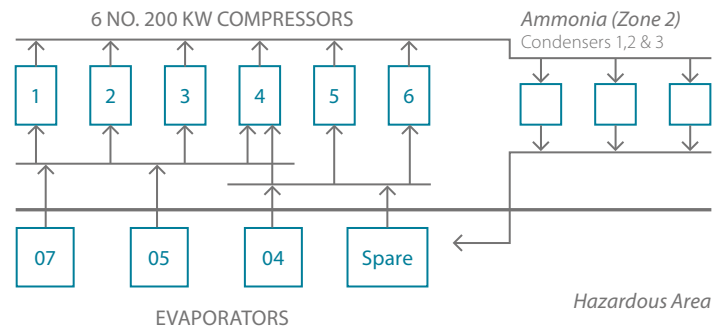 6 NO. 200 KW COMPRESSORS
Ammonia (Zone 2)
Condensers 1,2 & 3
1
2
3
4
5
6
07
05
04
Spare
Hazardous Area
EVAPORATORS